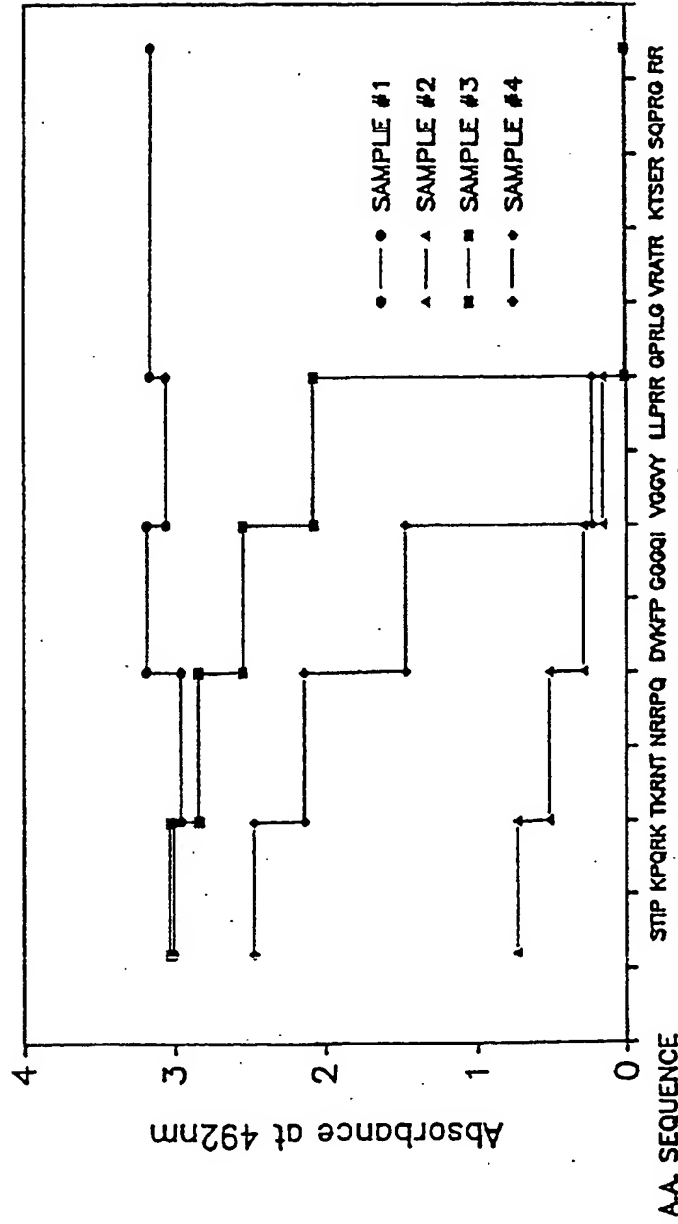 4
3
2
1
0
Absorbance at 492nm
SAMPLE #1
SAMPLE #2
SAMPLE #3
SAMPLE #4
A.A. SEQUENCE
STIP KPQRK TKRNT NRRPQ DVKFP GGGQI VGGVY LLPRR GPRLG VRATR KTSER SQPRG RR